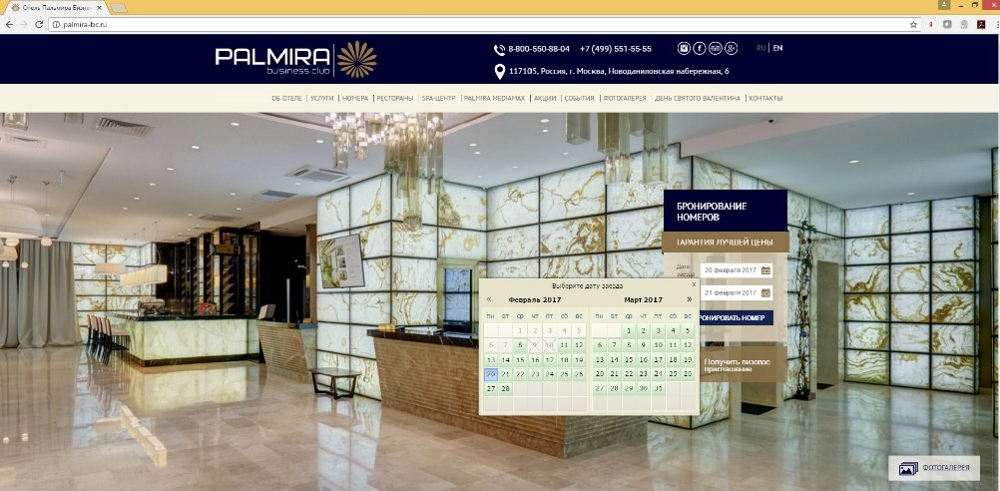 Отель Пальмира Бизне
palmira-bc.ru
PALMIRA
business club
8-800-550-88-04 +7 (499) 551-55-55
RU | EN
117105, Россия, г. Москва, Новоданиловская набережная, 6
ОБ ОТЕЛЕ | УСЛУГИ | НОМЕРА | РЕСТОРАНЫ | SPA-ЦЕНТР | PALMIRA MEDIAMAX | АКЦИИ | СОБЫТИЯ | ФОТОГАЛЕРЕЯ | ДЕНЬ СВЯТОГО ВАЛЕНТИНА | КОНТАКТЫ
БРОНИРОВАНИЕ
НОМЕРОВ
ГАРАНТИЯ ЛУЧШЕЙ ЦЕНЫ
Дата
заезда
20 февраля 2017
21 февраля 2017
РОНИРОВАТЬ НОМЕР
Получить визовое
приглашение
Выберите дату заезда x
« Февраль 2017
пн вт ср чт пт сб вс
1 2 3 4 5
6 7 8 9 10 11 12
13 14 15 16 17 18 19
20 21 22 23 24 25 26
27 28
Март 2017 »
пн вт ср чт пт сб вс
1 2 3 4 5
6 7 8 9 10 11 12
13 14 15 16 17 18 19
20 21 22 23 24 25 26
27 28 29 30 31
ФОТОГАЛЕРЕЯ